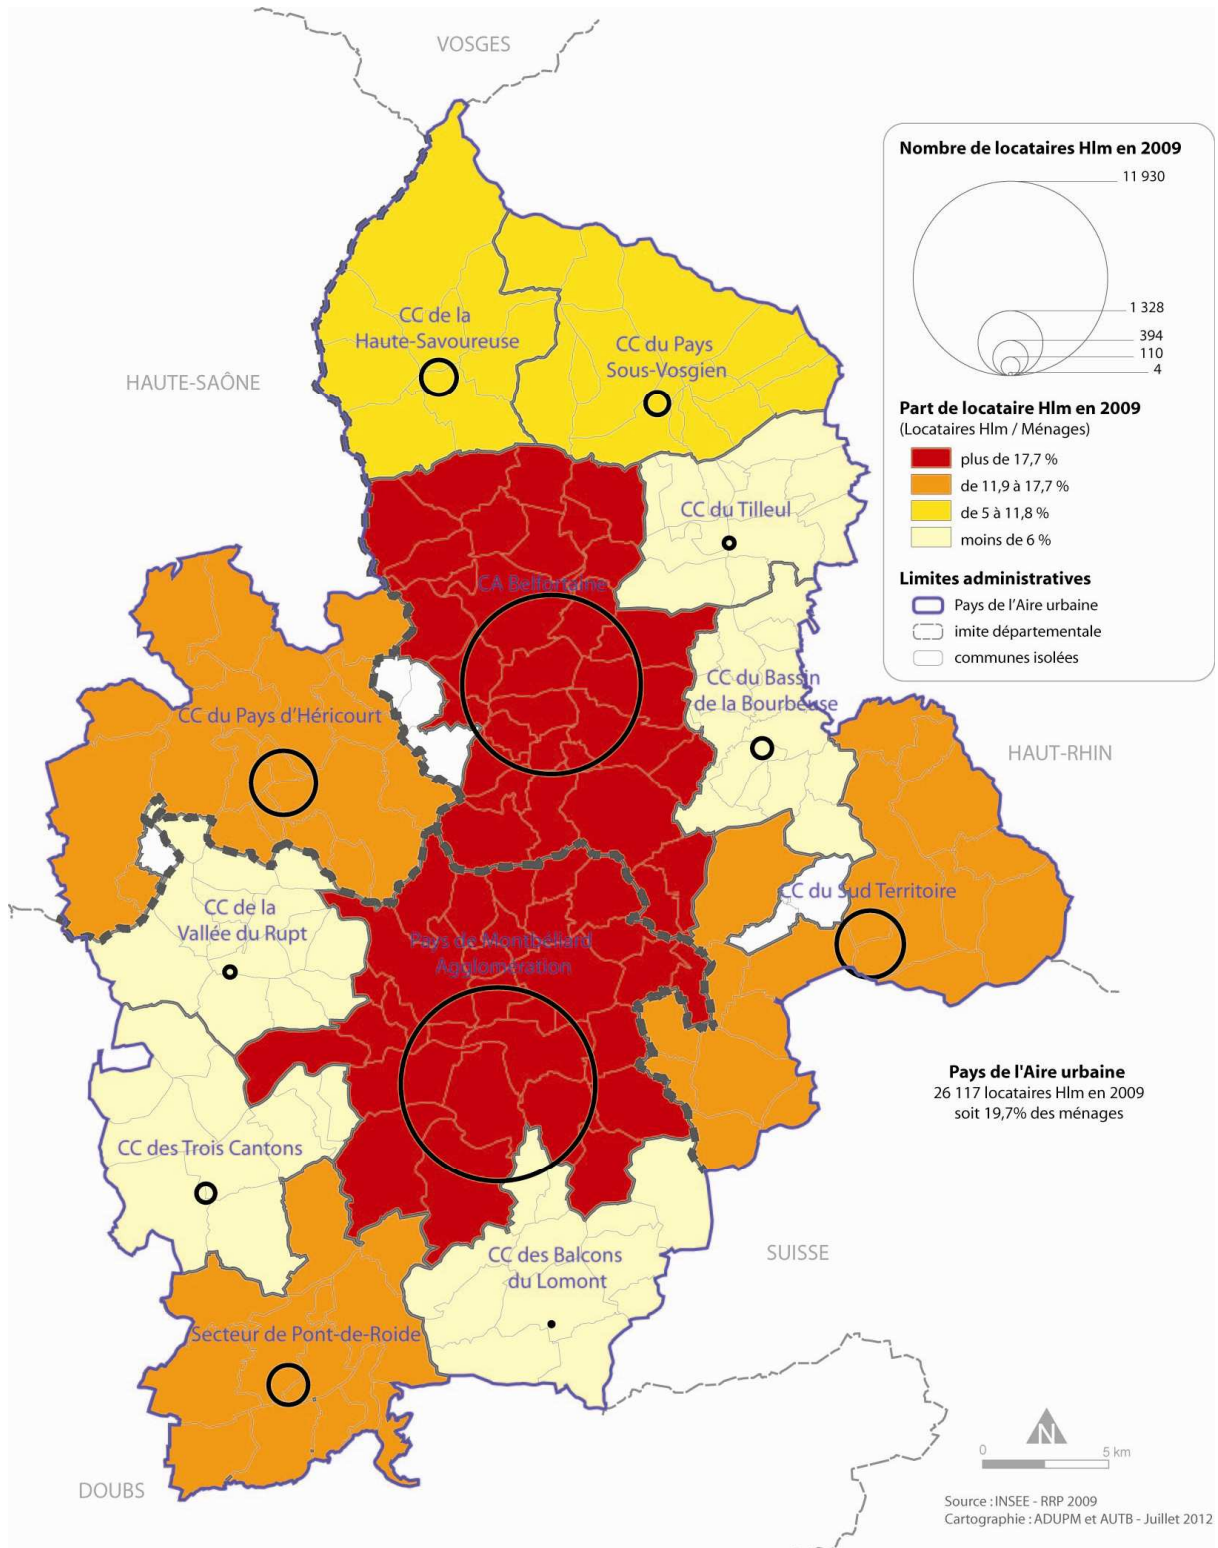 VOSGES
Nombre de locataires Hlm en 2009
11 930
1 328
394
110
4
Part de locataire Hlm en 2009
(Locataires Hlm / Ménages)
plus de 17,7 %
de 11,9 à 17,7 %
de 5 à 11,8 %
moins de 6 %
Limites administratives
Pays de l'Aire urbaine
imite départementale
communes isolées
CC de la
Haute-Savoureuse
CC du Pays
Sous-Vosgien
HAUTE-SAÔNE
CC du Tilleul
CA Belfortaine
CC du Bassin
de la Bourbeuse
CC du Pays d'Héricourt
HAUT-RHIN
CC du Sud Territoire
CC de la
Vallée du Rupt
Pays de Montbéliard
Agglomération
Pays de l'Aire urbaine
26 117 locataires Hlm en 2009
soit 19,7% des ménages
CC des Trois Cantons
CC des Balcons
du Lomont
SUISSE
Secteur de Pont-de-Roide
DOUBS
N
0
5 km
Source : INSEE - RRP 2009
Cartographie : ADUPM et AUTB - Juillet 2012